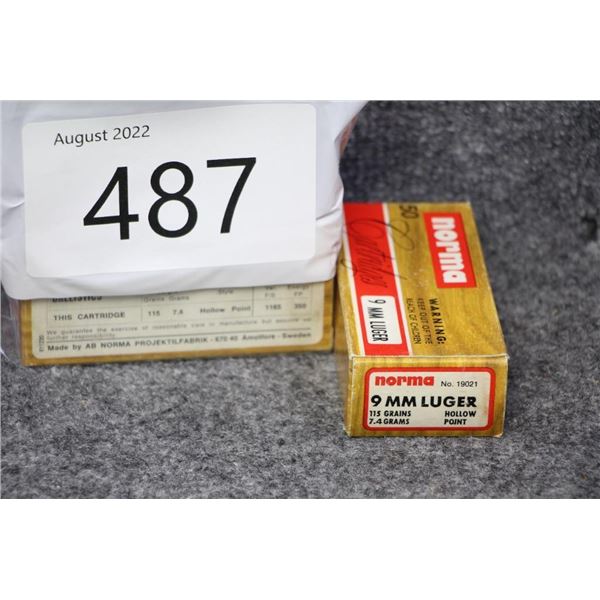 August 2022
487
BALLISTICS Grains Grams Style
THIS CARTRIDGE 115 7.4 Hollow Point 1165 350
We guarantee the exercise of reasonable care in manufacture but assume no
further responsibility.
Made by AB NORMA PROJEKTILFABRIK - 670 40 Åmotfors - Sweden
50 Cartridges
norma
9 MM LUGER
WARNING:
KEEP OUT OF THE
REACH OF CHILDREN
norma No. 19021
9 MM LUGER
115 GRAINS HOLLOW
7.4 GRAMS POINT